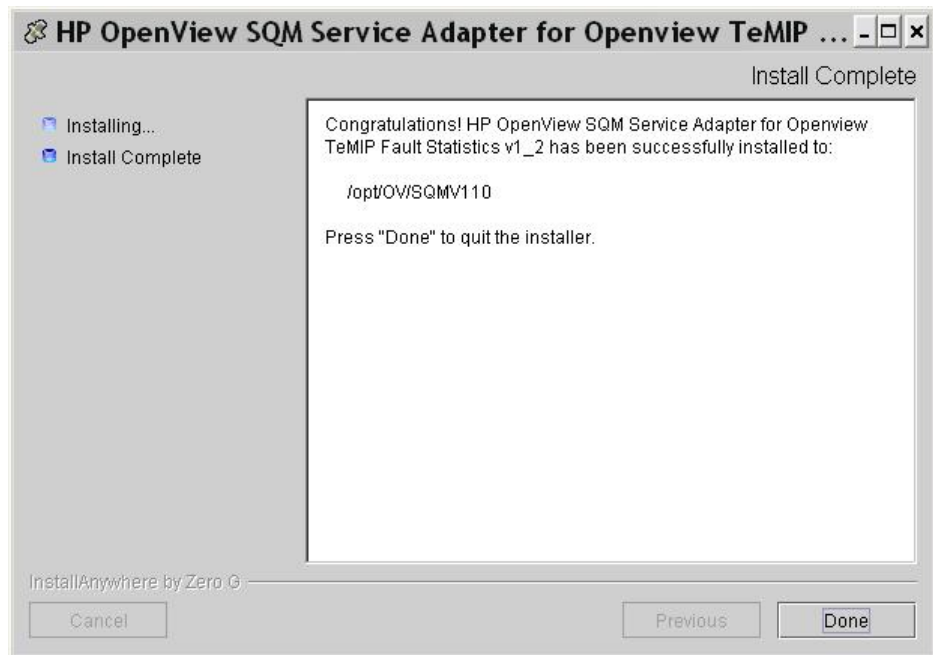 HP OpenView SQM Service Adapter for Openview TeMIP ...
Install Complete
Installing...
Install Complete
Congratulations! HP OpenView SQM Service Adapter for Openview
TeMIP Fault Statistics v1_2 has been successfully installed to:
/opt/OV/SQMV110
Press "Done" to quit the installer.
InstallAnywhere by Zero G
Cancel
Previous
Done